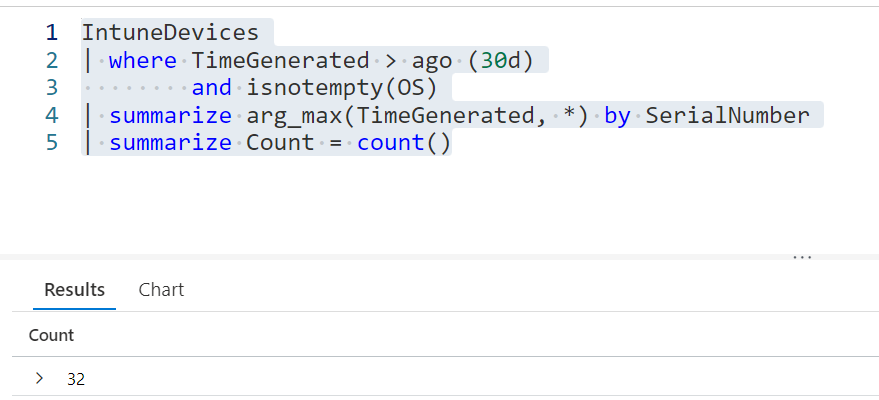 1 IntuneDevices
2 | where TimeGenerated > ago (30d)
3 and isnotempty(OS)
4 | summarize arg_max(TimeGenerated, *) by SerialNumber
5 | summarize Count = count()
...
Results Chart
Count
> 32